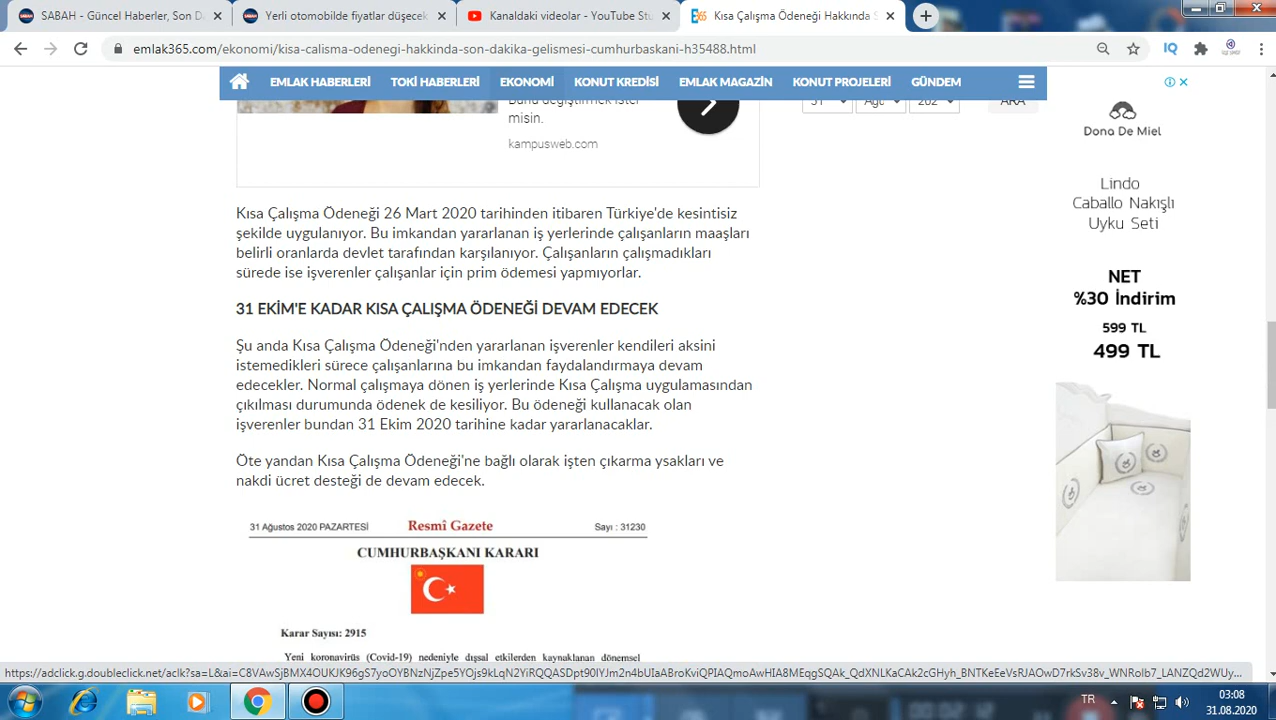 SABAH - Güncel Haberler, Son D
Yerli otomobilde fiyatlar düşecek
Kanaldaki videolar - YouTube Stu
Kısa Çalışma Ödeneği Hakkında S
emlak365.com/ekonomi/kisa-calisma-odenegi-hakkinda-son-dakika-gelismesi-cumhurbaskani-h35488.html
IQ
EMLAK HABERLERİ TOKİ HABERLERİ EKONOMİ KONUT KREDİSİ EMLAK MAGAZİN KONUT PROJELERİ GÜNDEM
misin.
kampusweb.com
31 Ağu 202 ARA
Kısa Çalışma Ödeneği 26 Mart 2020 tarihinden itibaren Türkiye'de kesintisiz
şekilde uygulanıyor. Bu imkandan yararlanan iş yerlerinde çalışanların maaşları
belirli oranlarda devlet tarafından karşılanıyor. Çalışanların çalışmadıkları
sürede ise işverenler çalışanlar için prim ödemesi yapmıyorlar.
31 EKİM'E KADAR KISA ÇALIŞMA ÖDENEĞİ DEVAM EDECEK
Şu anda Kısa Çalışma Ödeneği'nden yararlanan işverenler kendileri aksini
istemedikleri sürece çalışanlarına bu imkandan faydalandırmaya devam
edecekler. Normal çalışmaya dönen iş yerlerinde Kısa Çalışma uygulamasından
çıkılması durumunda ödenek de kesiliyor. Bu ödeneği kullanacak olan
işverenler bundan 31 Ekim 2020 tarihine kadar yararlanacaklar.
Öte yandan Kısa Çalışma Ödeneği'ne bağlı olarak işten çıkarma ysakları ve
nakdi ücret desteği de devam edecek.
31 Ağustos 2020 PAZARTESİ Resmî Gazete Sayı : 31230
CUMHURBAŞKANI KARARI
Karar Sayısı: 2915
Yeni koronavirüs (Covid-19) nedeniyle dışsal etkilerden kaynaklanan dönemsel
Dona De Miel
Lindo
Caballo Nakışlı
Uyku Seti
NET
%30 İndirim
599 TL
499 TL
TR
03:08
31.08.2020